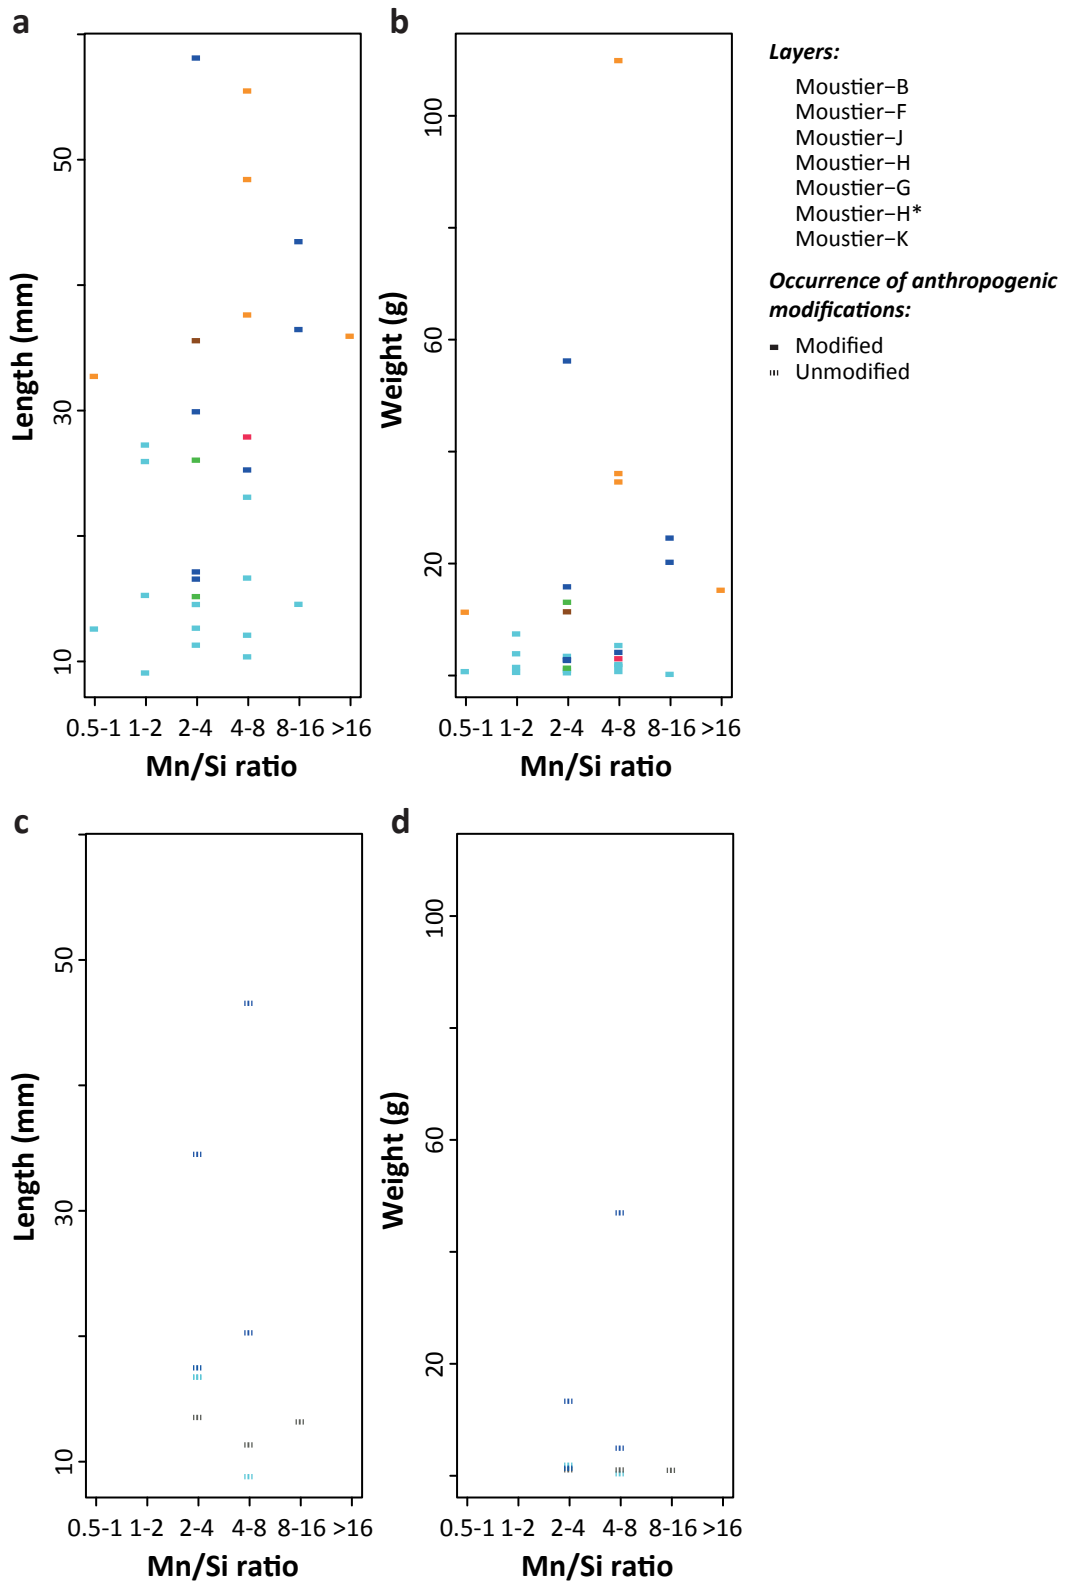 a
b
Length (mm)
50
30
10
0.5-1 1-2 2-4 4-8 8-16 >16
Mn/Si ratio
Weight (g)
100
60
20
0.5-1 1-2 2-4 4-8 8-16 >16
Mn/Si ratio
Layers:
Moustier–B
Moustier–F
Moustier–J
Moustier–H
Moustier–G
Moustier–H*
Moustier–K
Occurrence of anthropogenic
modifications:
Modified
Unmodified
c
d
Length (mm)
50
30
10
0.5-1 1-2 2-4 4-8 8-16 >16
Mn/Si ratio
Weight (g)
100
60
20
0.5-1 1-2 2-4 4-8 8-16 >16
Mn/Si ratio